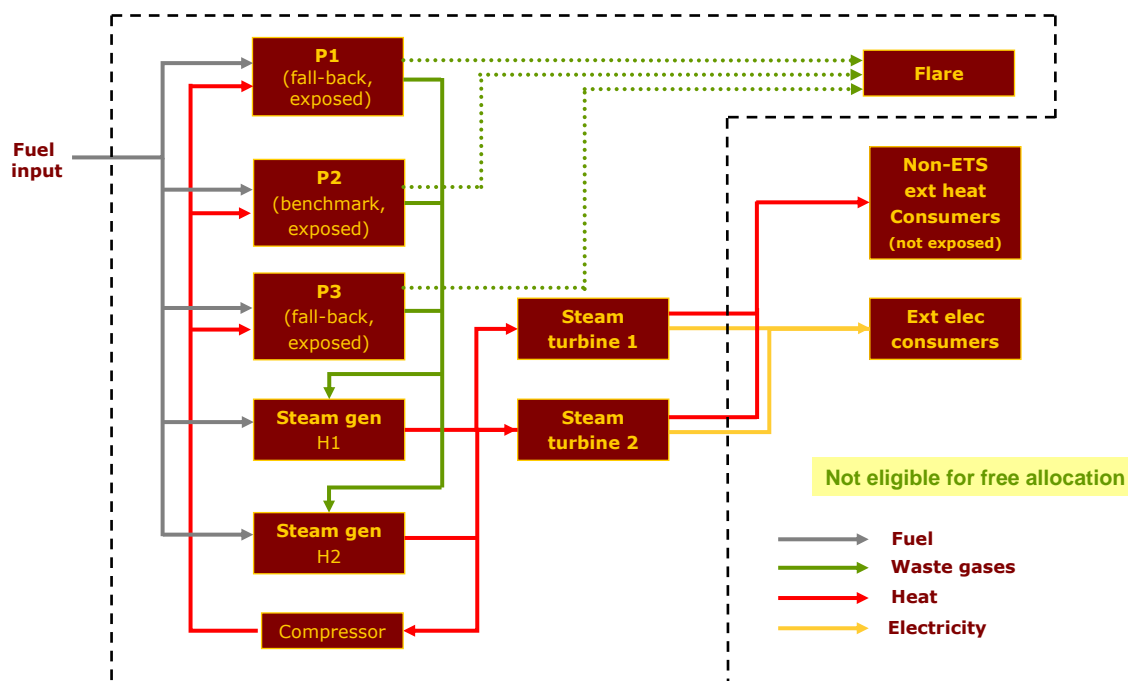 P1
(fall-back,
exposed)
Flare
Fuel
input
P2
(benchmark,
exposed)
Non-ETS
ext heat
Consumers
(not exposed)
P3
(fall-back,
exposed)
Steam
turbine 1
Ext elec
consumers
Steam gen
H1
Steam
turbine 2
Not eligible for free allocation
Steam gen
H2
Fuel
Waste gases
Heat
Electricity
Compressor